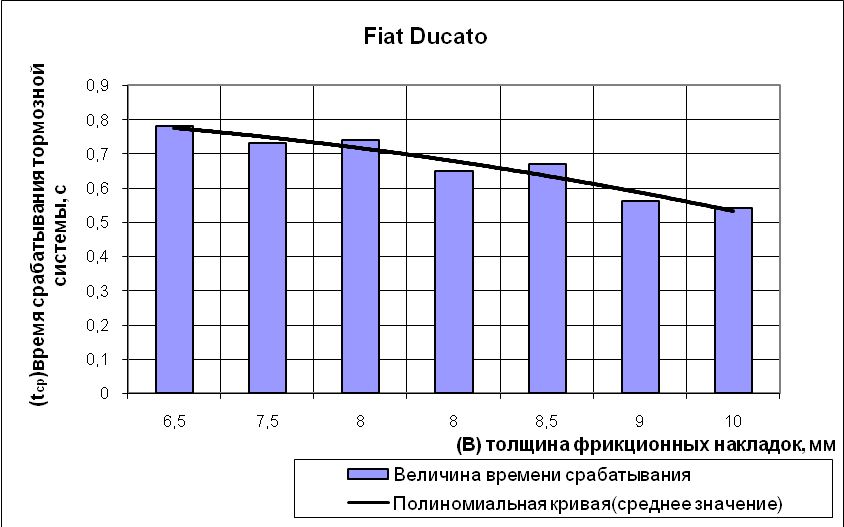 Fiat Ducato
(tср)время срабатывания тормозной
системы, с
0,9
0,8
0,7
0,6
0,5
0,4
0,3
0,2
0,1
0
6,5 7,5 8 8 8,5 9 10
(В) толщина фрикционных накладок, мм
Величина времени срабатывания
Полиномиальная кривая(среднее значение)